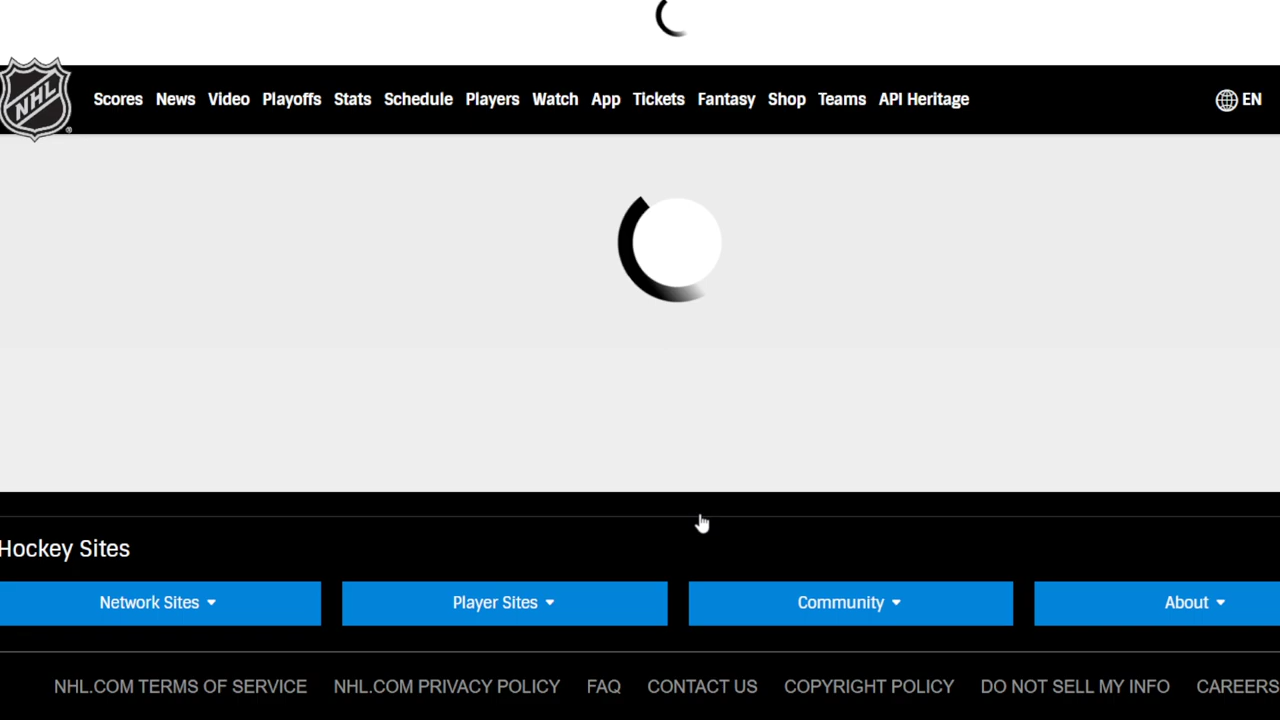 NHL Scores News Video Playoffs Stats Schedule Players Watch App Tickets Fantasy Shop Teams API Heritage EN
Hockey Sites
Network Sites Player Sites Community About
NHL.COM TERMS OF SERVICE NHL.COM PRIVACY POLICY FAQ CONTACT US COPYRIGHT POLICY DO NOT SELL MY INFO CAREERS